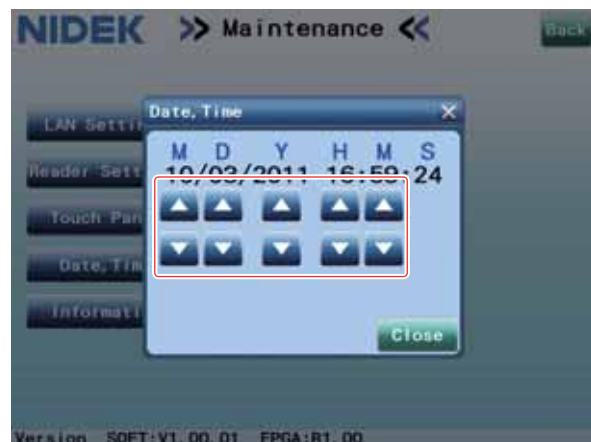 NIDEK >> Maintenance << Back
Date, Time X
LAN Setti
M D Y H M S
10/03/2011 16:59:24
Reader Sett
Touch Pan
Date, Tim
Informati
Close
Version SOFT:V1.00.01 FPGA:R1.00